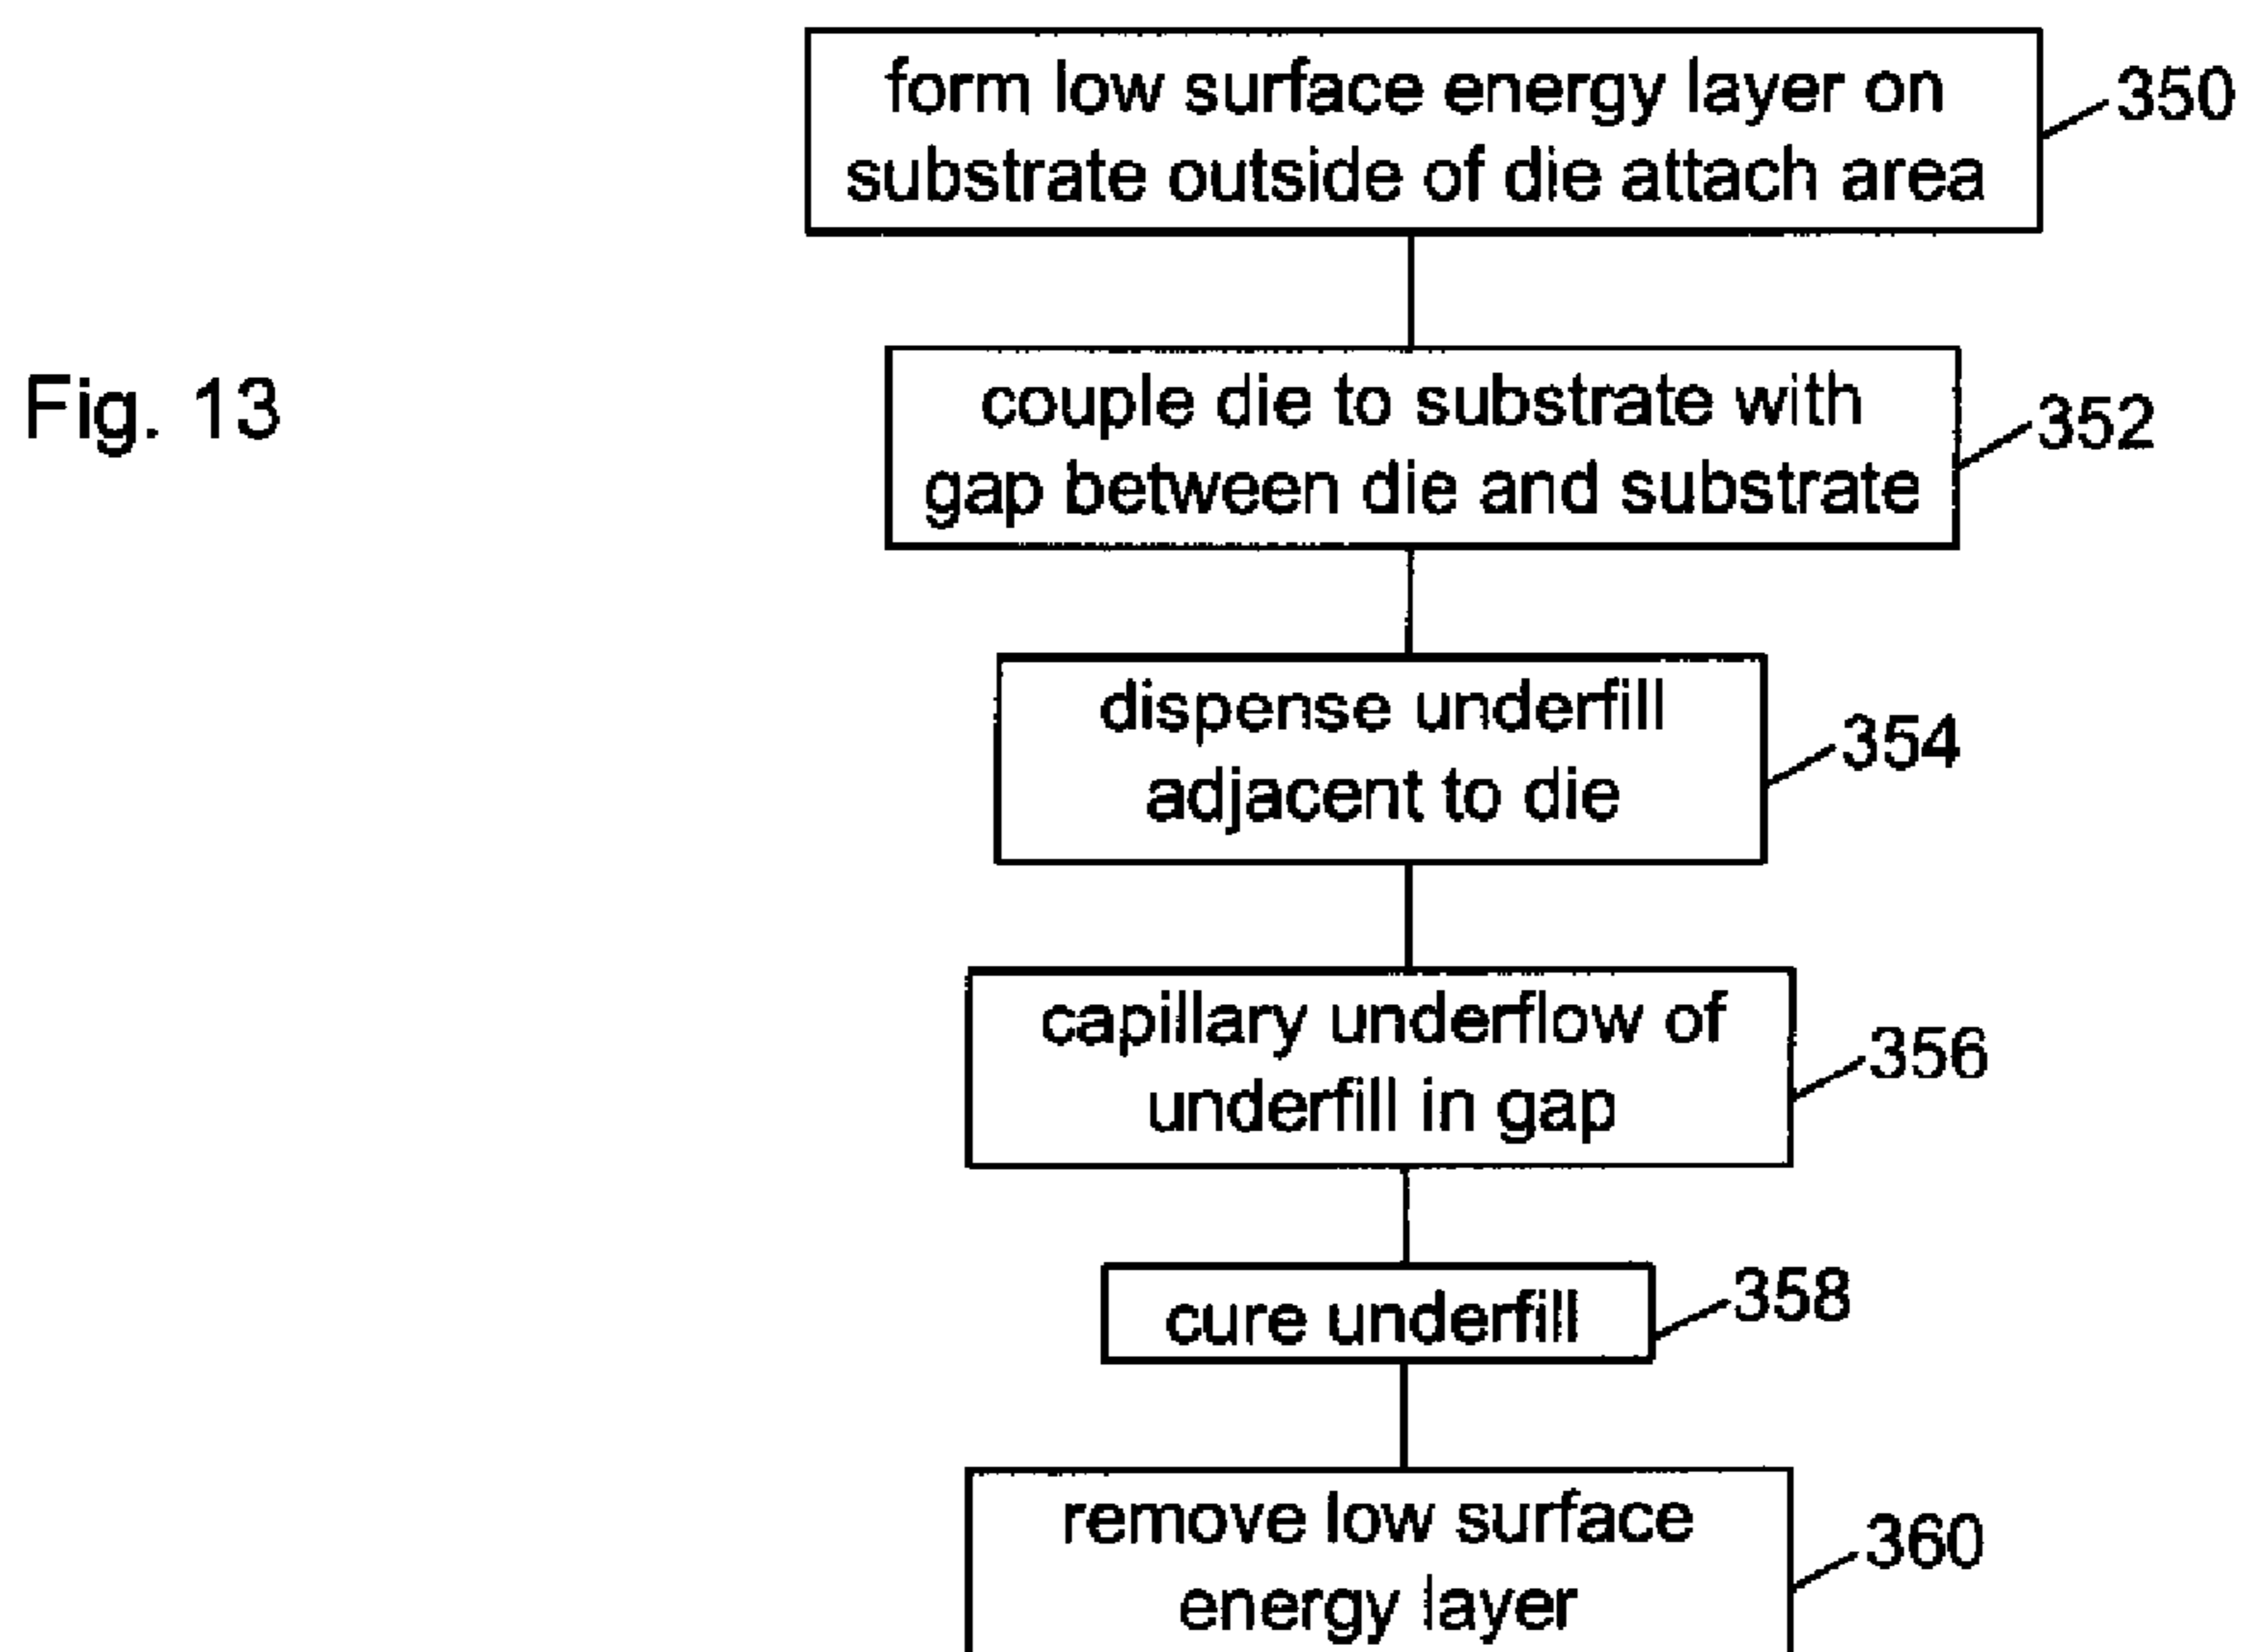 form low surface energy layer on
substrate outside of die attach area
350
Fig. 13
couple die to substrate with
gap between die and substrate
352
dispense underfill
adjacent to die
354
capillary underflow of
underfill in gap
356
cure underfill
358
remove low surface
energy layer
360